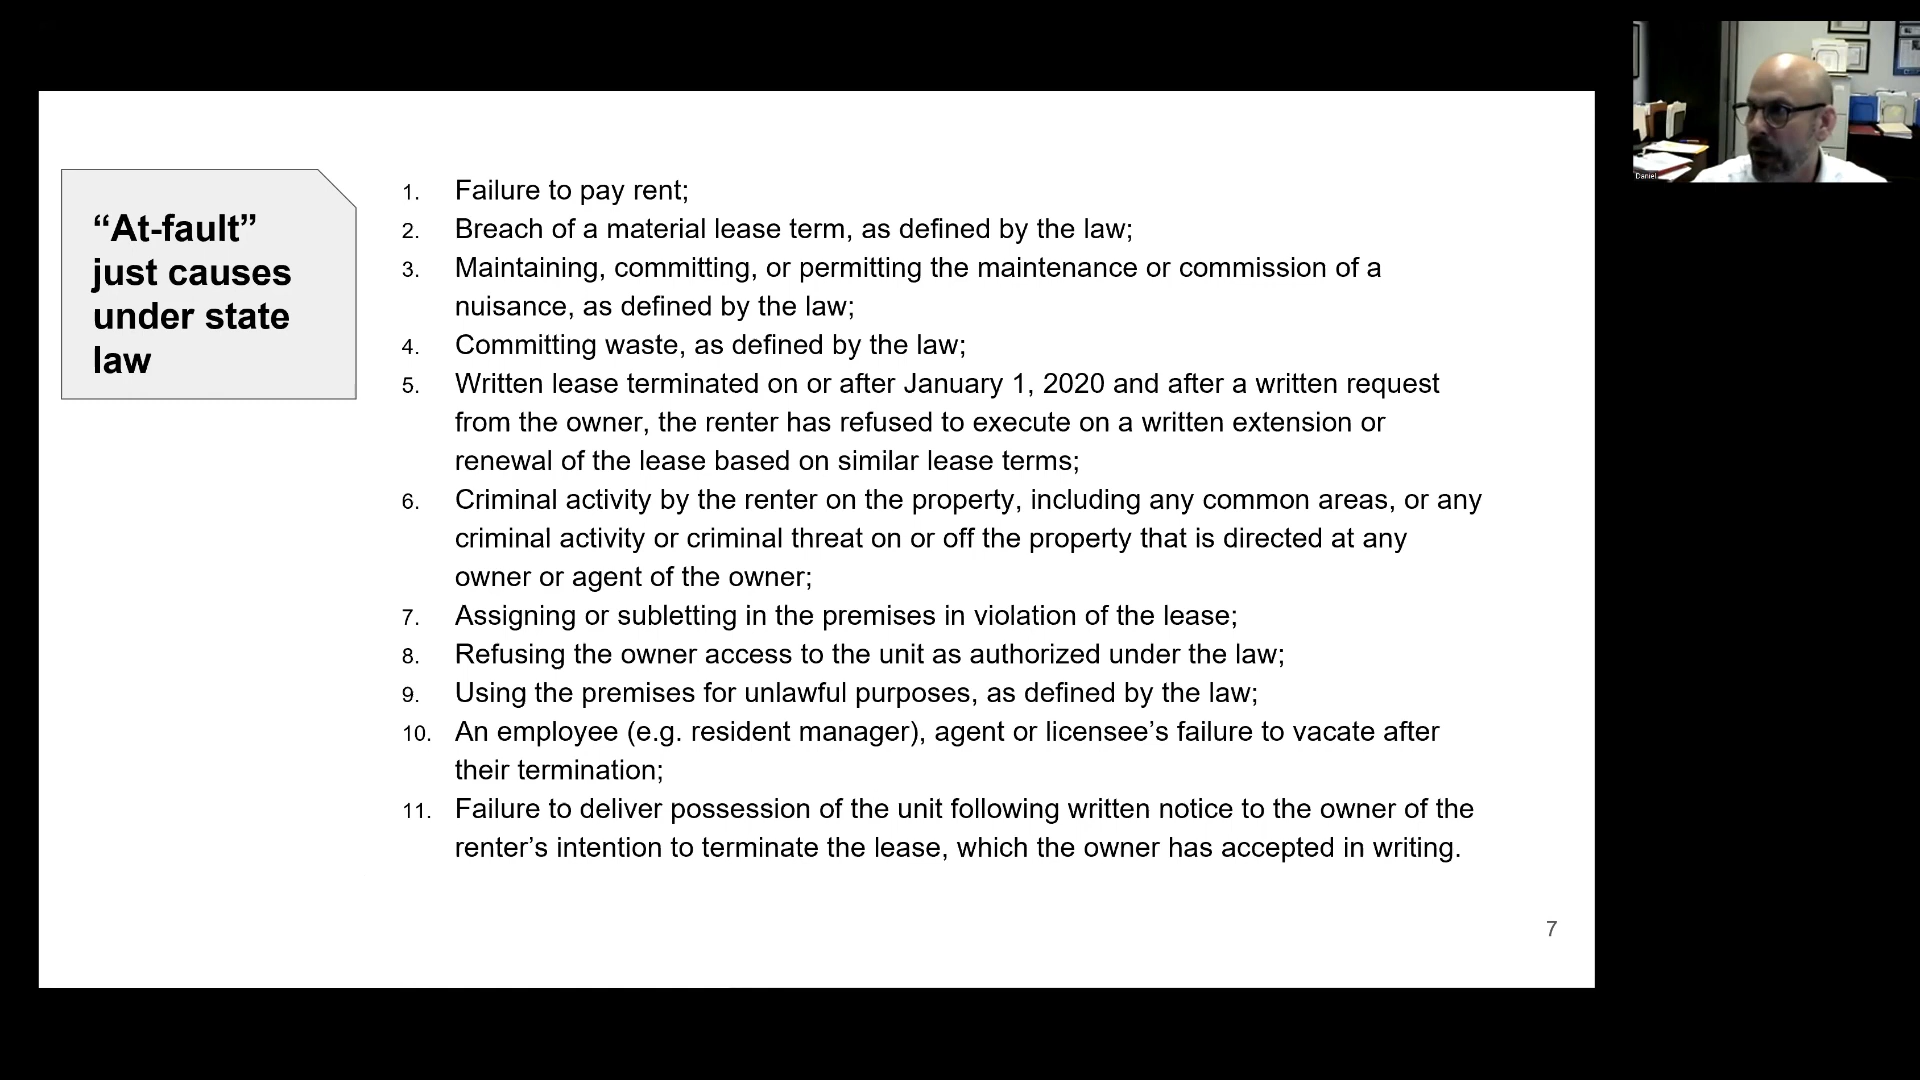 “At-fault”
just causes
under state
law
1. Failure to pay rent;
2. Breach of a material lease term, as defined by the law;
3. Maintaining, committing, or permitting the maintenance or commission of a
nuisance, as defined by the law;
4. Committing waste, as defined by the law;
5. Written lease terminated on or after January 1, 2020 and after a written request
from the owner, the renter has refused to execute on a written extension or
renewal of the lease based on similar lease terms;
6. Criminal activity by the renter on the property, including any common areas, or any
criminal activity or criminal threat on or off the property that is directed at any
owner or agent of the owner;
7. Assigning or subletting in the premises in violation of the lease;
8. Refusing the owner access to the unit as authorized under the law;
9. Using the premises for unlawful purposes, as defined by the law;
10. An employee (e.g. resident manager), agent or licensee’s failure to vacate after
their termination;
11. Failure to deliver possession of the unit following written notice to the owner of the
renter’s intention to terminate the lease, which the owner has accepted in writing.
7
Daniel